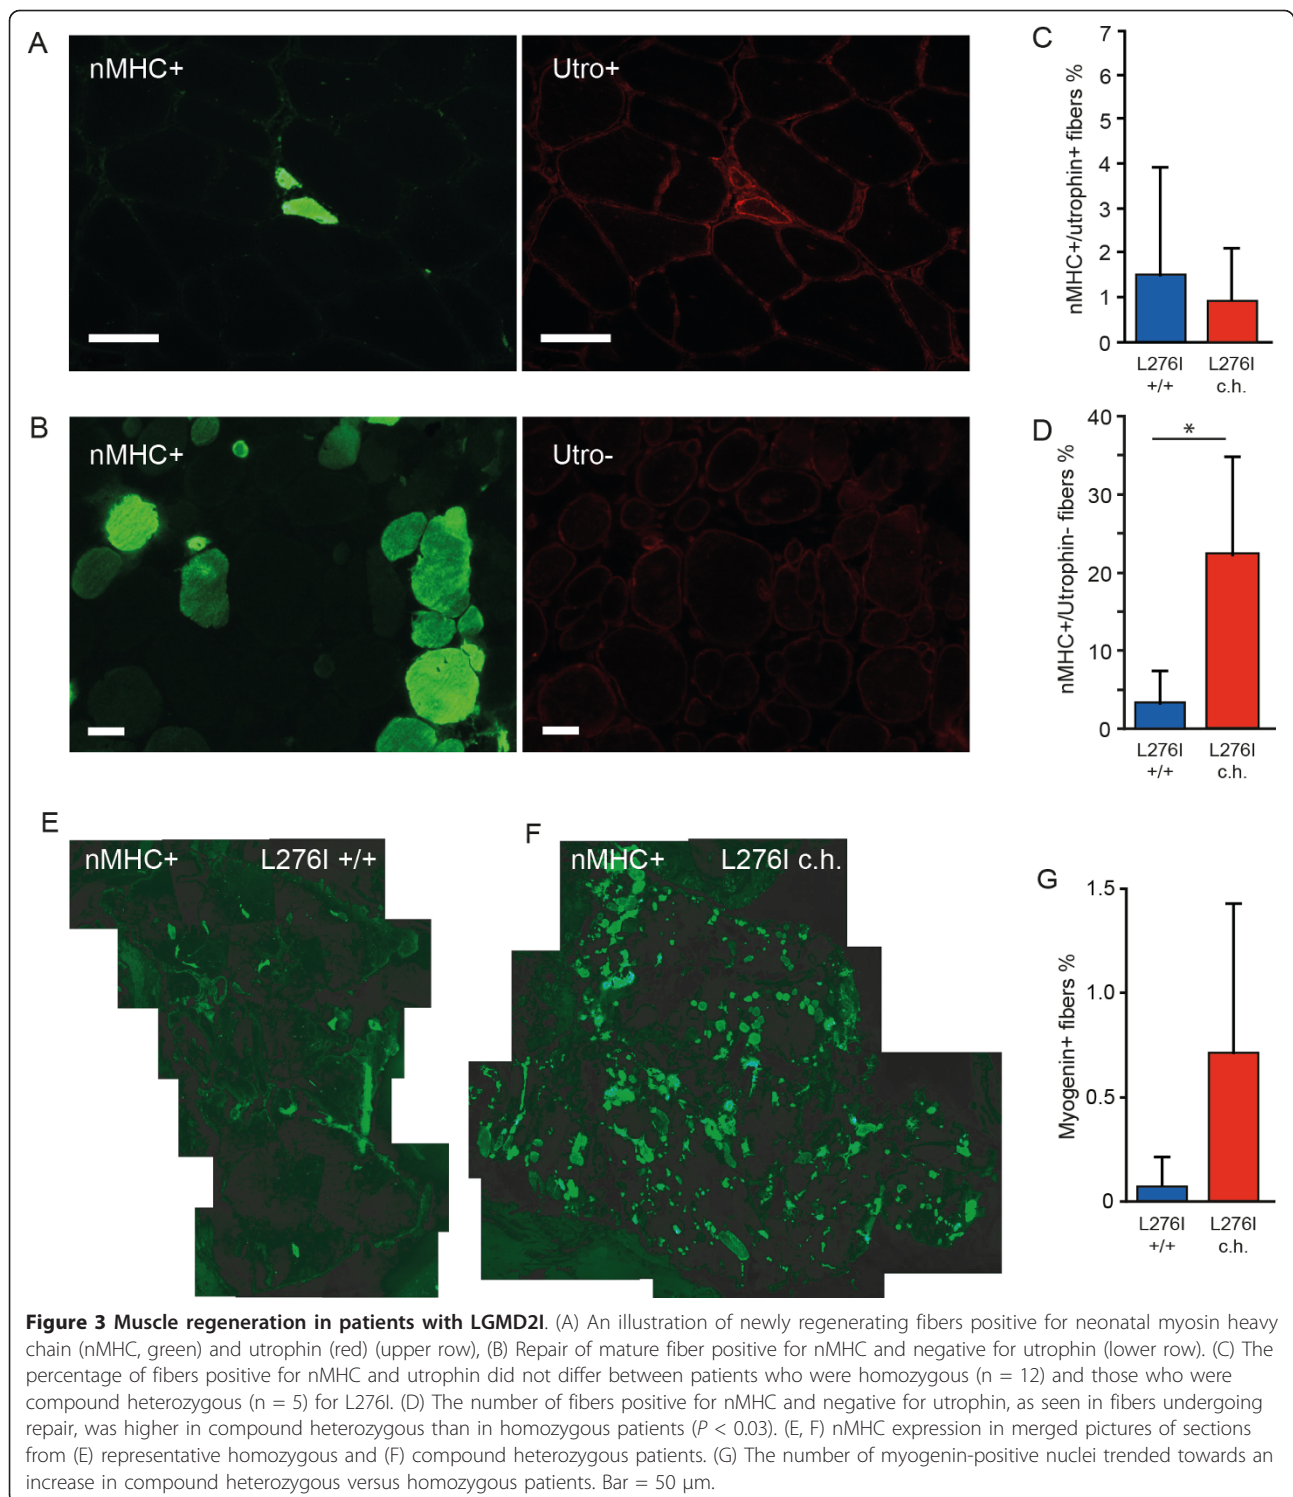 A
nMHC+
Utro+
C
nMHC+/utrophin+ fibers %
7
6
5
4
3
2
1
0
L276I
+/+
L276I
c.h.
B
nMHC+
Utro-
D
nMHC+/Utrophin- fibers %
40
30
20
10
0
*
L276I
+/+
L276I
c.h.
E
nMHC+
L276I +/+
F
nMHC+
L276I c.h.
G
Myogenin+ fibers %
1.5
1.0
0.5
0
L276I
+/+
L276I
c.h.
Figure 3 Muscle regeneration in patients with LGMD2I. (A) An illustration of newly regenerating fibers positive for neonatal myosin heavy
chain (nMHC, green) and utrophin (red) (upper row), (B) Repair of mature fiber positive for nMHC and negative for utrophin (lower row). (C) The
percentage of fibers positive for nMHC and utrophin did not differ between patients who were homozygous (n = 12) and those who were
compound heterozygous (n = 5) for L276I. (D) The number of fibers positive for nMHC and negative for utrophin, as seen in fibers undergoing
repair, was higher in compound heterozygous than in homozygous patients (P < 0.03). (E, F) nMHC expression in merged pictures of sections
from (E) representative homozygous and (F) compound heterozygous patients. (G) The number of myogenin-positive nuclei trended towards an
increase in compound heterozygous versus homozygous patients. Bar = 50 μm.